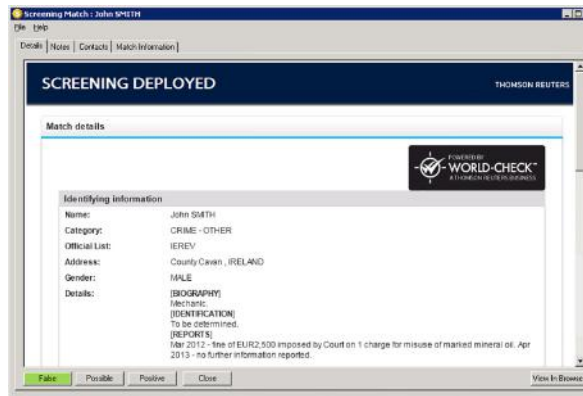 Screening Match : John SMITH
File Help
Details Notes Contacts Match Information
SCREENING DEPLOYED THOMSON REUTERS
Match details
POWERED BY
WORLD-CHECK™
A THOMSON REUTERS BUSINESS
Identifying information
Name: John SMITH
Category: CRIME - OTHER
Official List: IEREV
Address: County Cavan , IRELAND
Gender: MALE
Details: [BIOGRAPHY]
Mechanic.
[IDENTIFICATION]
To be determined.
[REPORTS]
Mar 2012 - fine of EUR2,500 imposed by Court on 1 charge for misuse of marked mineral oil. Apr
2013 - no further information reported.
False Possible Positive Close View In Browse